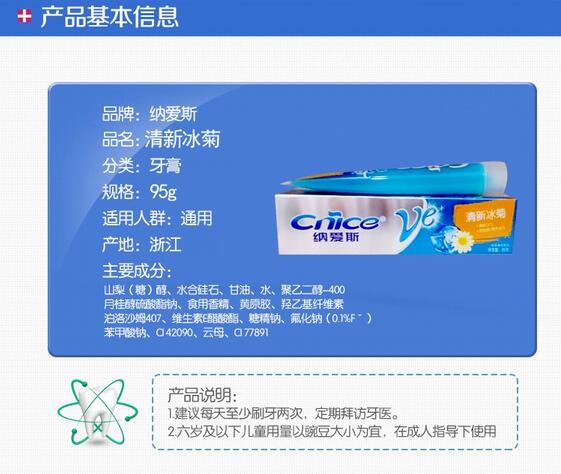 产品基本信息
品牌：纳爱斯
品名：清新冰菊
分类：牙膏
规格：95g
适用人群：通用
产地：浙江
主要成分：
山梨（糖）醇、水合硅石、甘油、水、聚乙二醇-400
月桂醇硫酸酯钠、食用香精、黄原胶、羟乙基纤维素
泊洛沙姆407、维生素E醋酸酯、糖精钠、氟化钠（0.1%F⁻）
苯甲酸钠、CI 42090、云母、CI 77891
Cnice
纳爱斯
Ve
清新冰菊
产品说明：
1.建议每天至少刷牙两次，定期拜访牙医。
2.六岁及以下儿童用量以豌豆大小为宜，在成人指导下使用